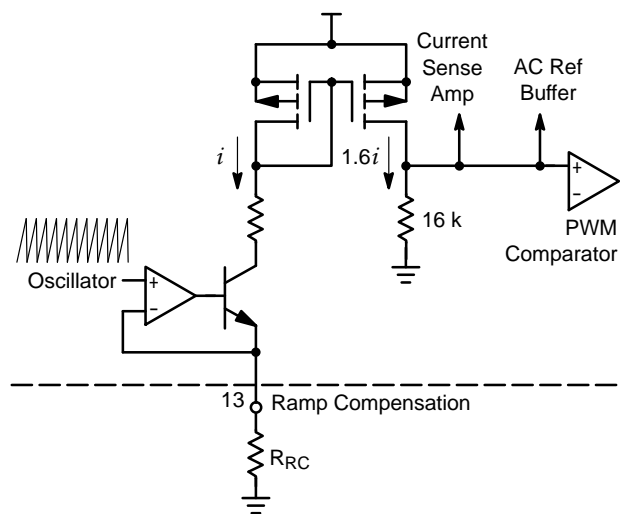 Current
Sense
Amp
AC Ref
Buffer
i
1.6i
+
−
16 k
PWM
Comparator
Oscillator
+
−
13
Ramp Compensation
RRC